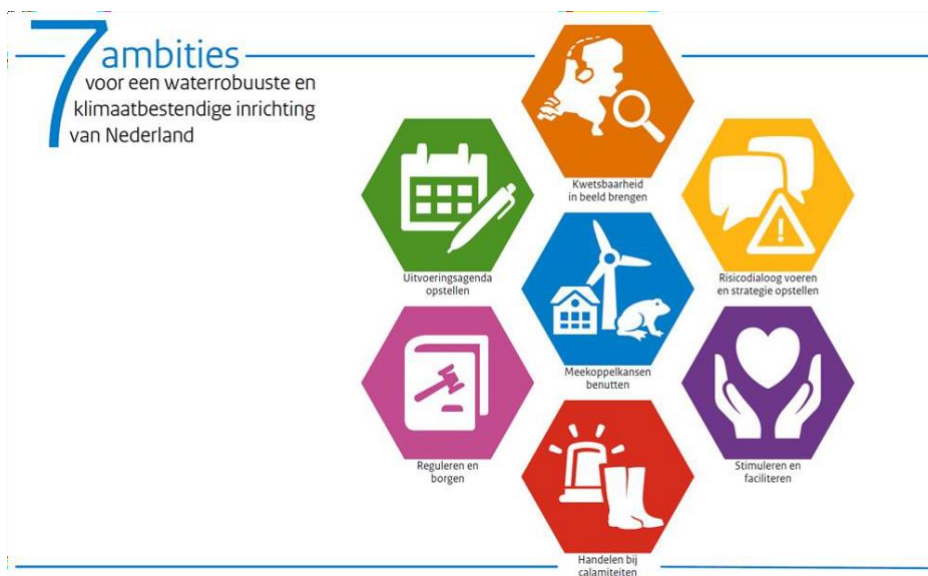 7 ambities
voor een waterrobuuste en
klimaatbestendige inrichting
van Nederland
Kwetsbaarheid
in beeld brengen
Uitvoeringsagenda
opstellen
Risicodialoog voeren
en strategie opstellen
Meekoppelkansen
benutten
Reguleren en
borgen
Stimuleren en
faciliteren
Handelen bij
calamiteiten